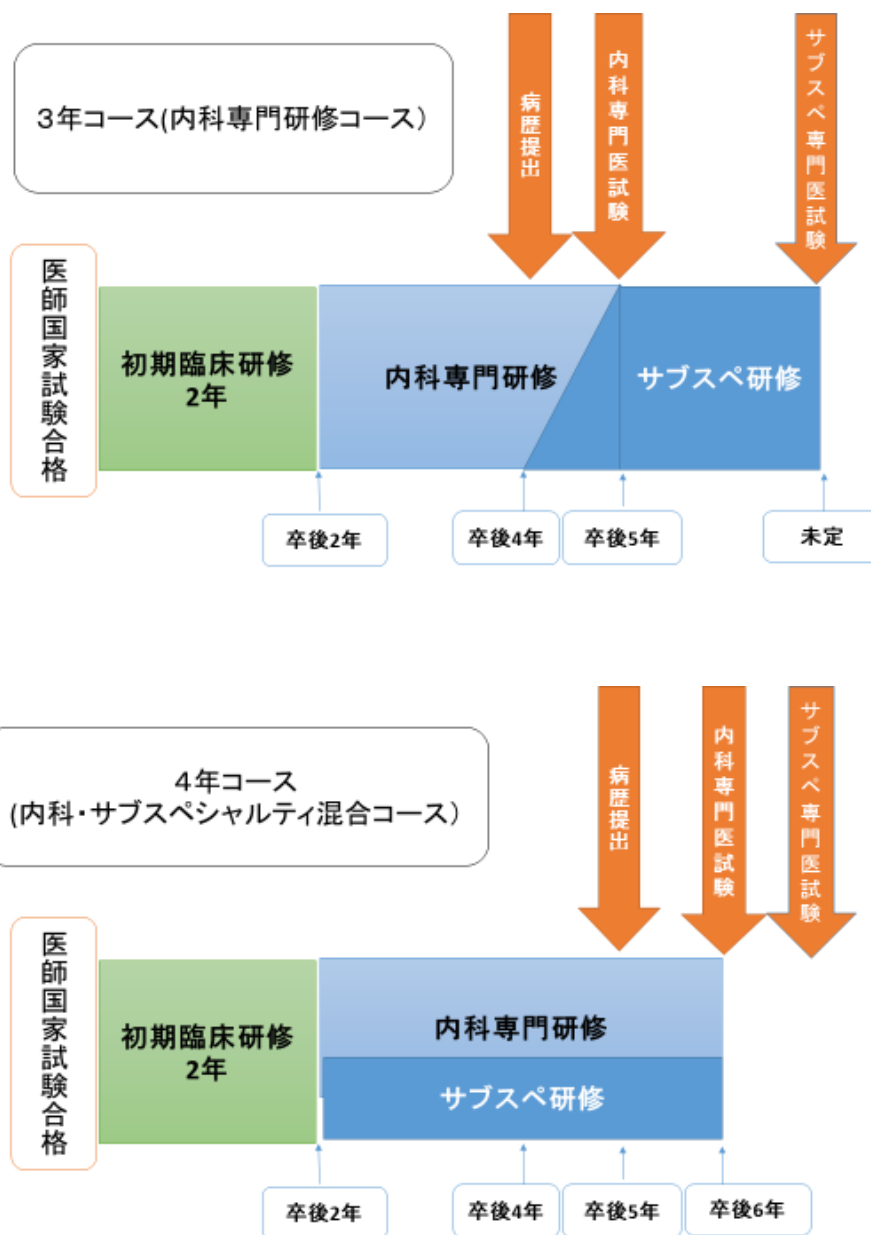 3年コース(内科専門研修コース)
病歴提出
内科専門医試験
サブスペ専門医試験
医師国家試験合格
初期臨床研修
2年
内科専門研修
サブスペ研修
卒後2年
卒後4年
卒後5年
未定
4年コース
(内科・サブスペシャルティ混合コース)
病歴提出
内科専門医試験
サブスペ専門医試験
医師国家試験合格
初期臨床研修
2年
内科専門研修
サブスペ研修
卒後2年
卒後4年
卒後5年
卒後6年